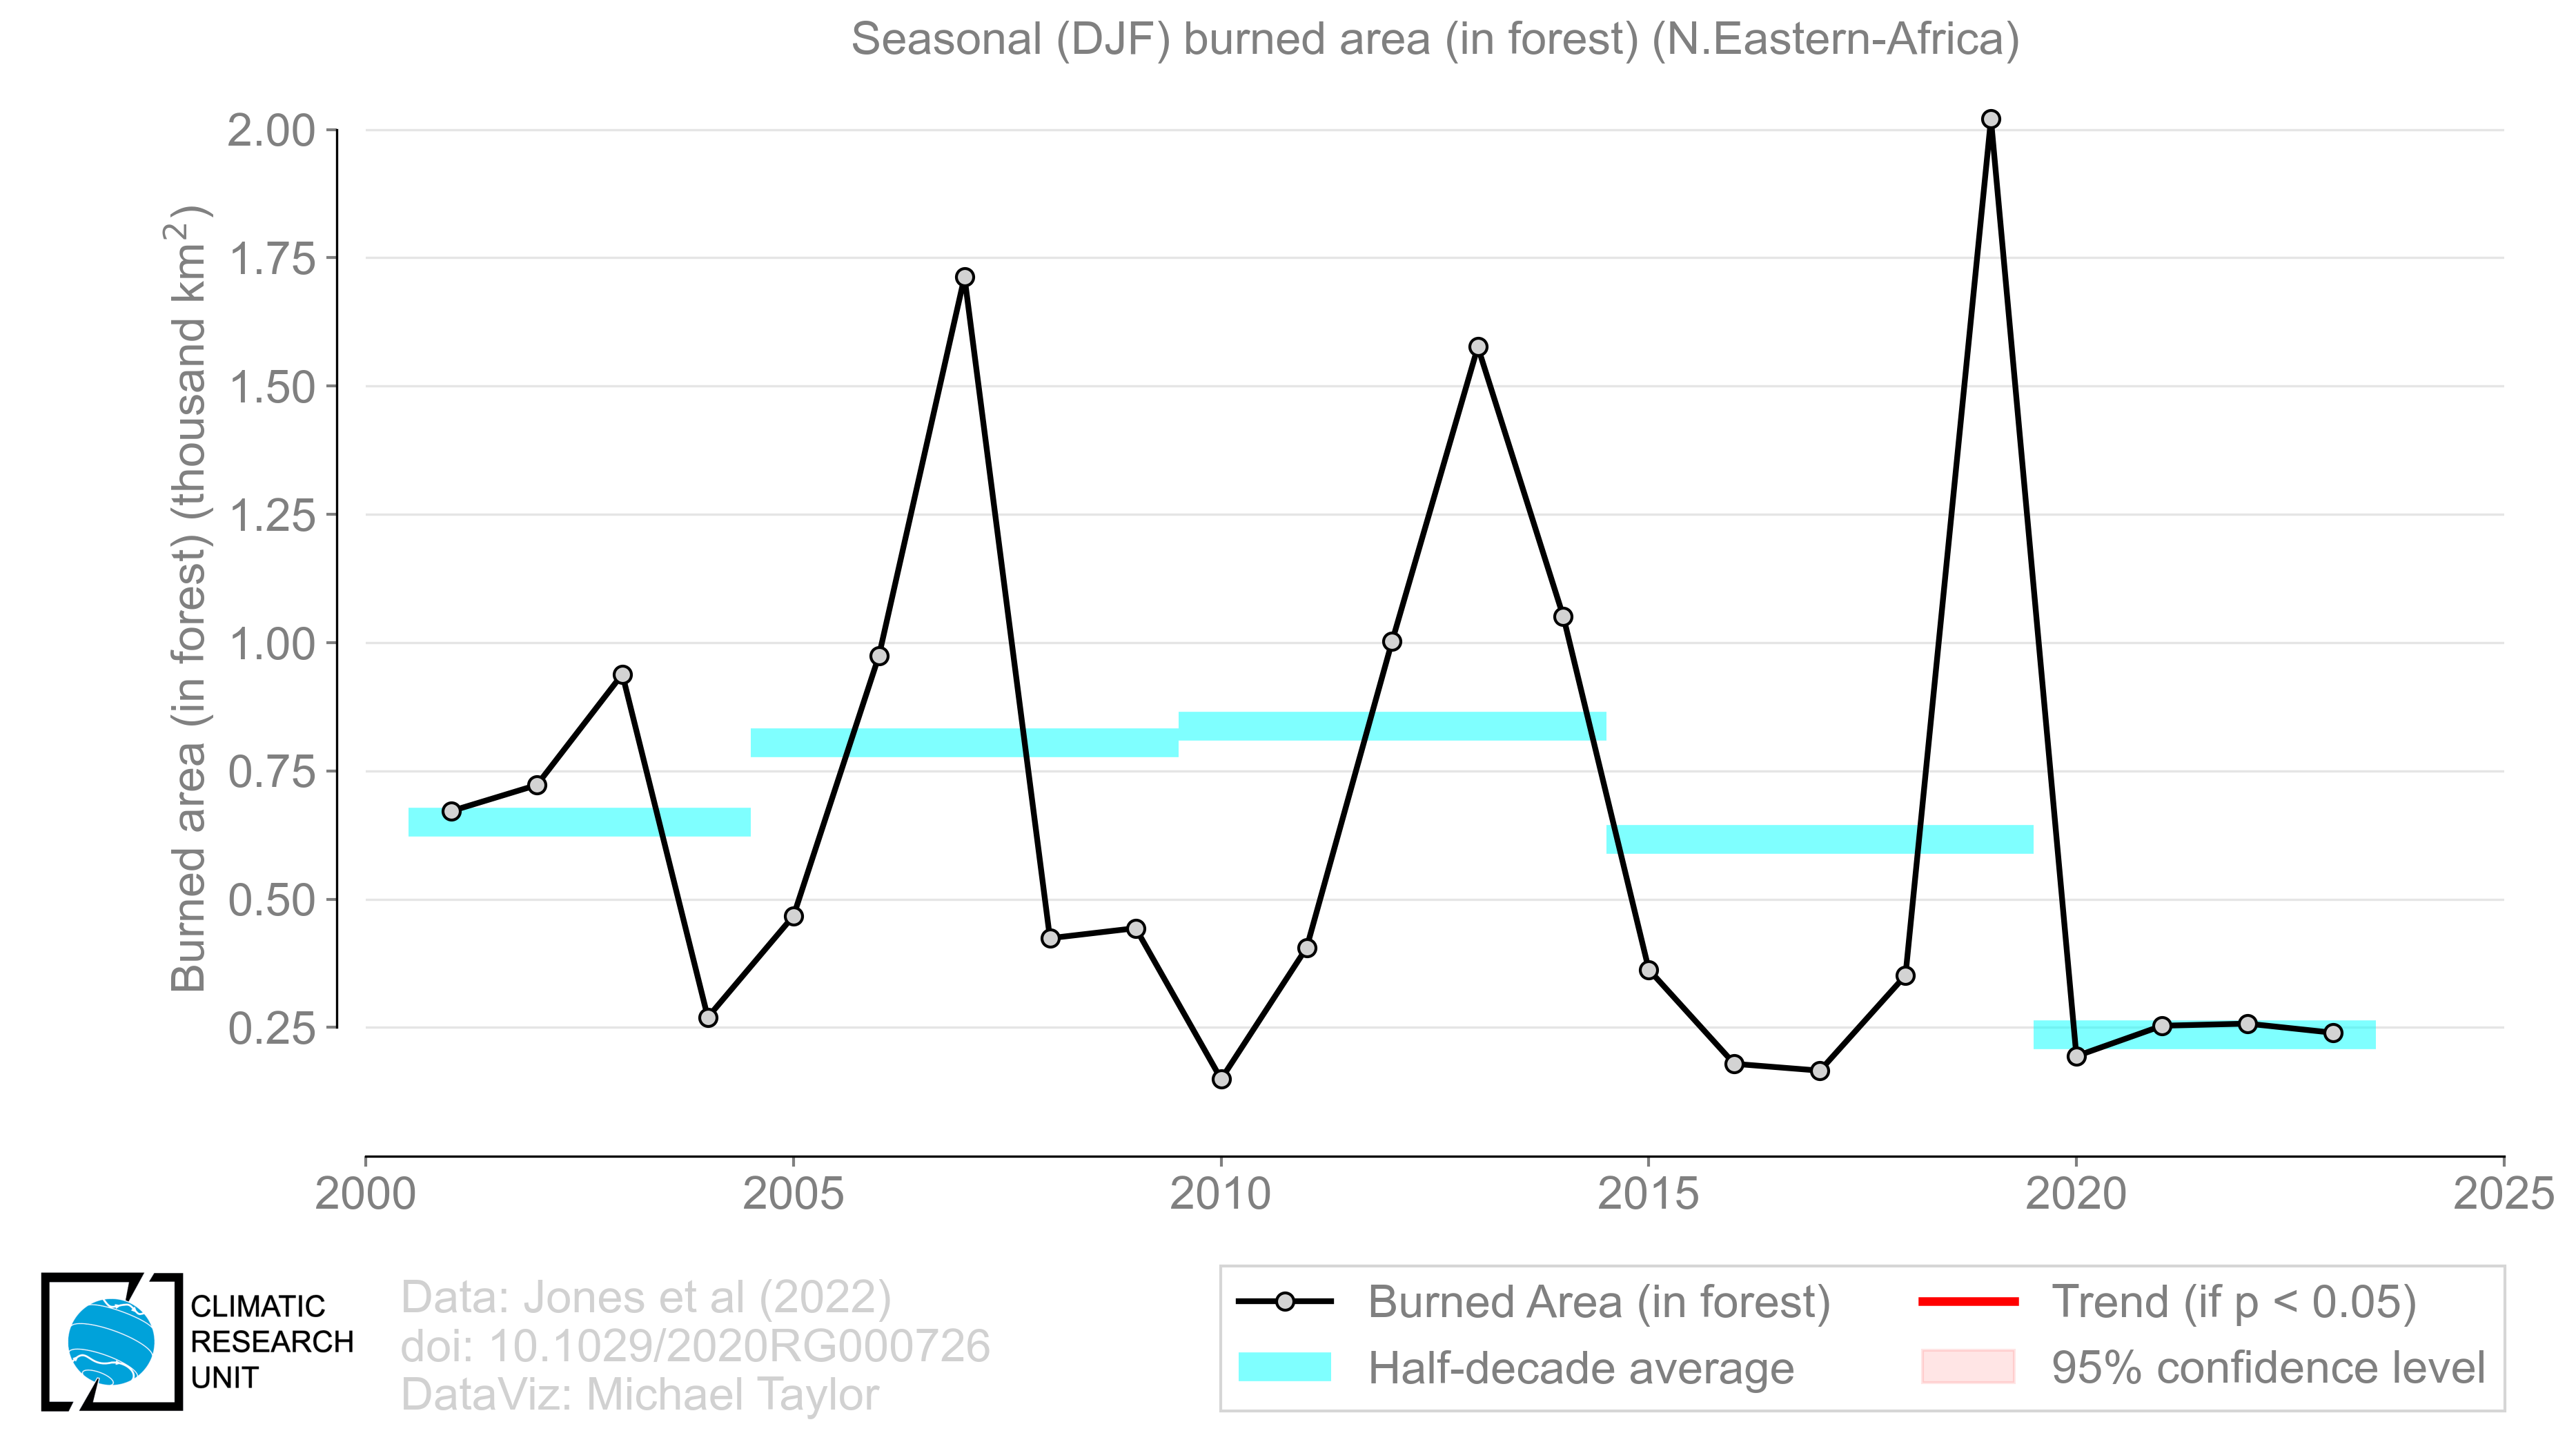 Seasonal (DJF) burned area (in forest) (N.Eastern-Africa)
Burned area (in forest) (thousand km²)
2.00
1.75
1.50
1.25
1.00
0.75
0.50
0.25
2000 2005 2010 2015 2020 2025
CLIMATIC
RESEARCH
UNIT
Data: Jones et al (2022)
doi: 10.1029/2020RG000726
DataViz: Michael Taylor
Burned Area (in forest)
Half-decade average
Trend (if p < 0.05)
95% confidence level